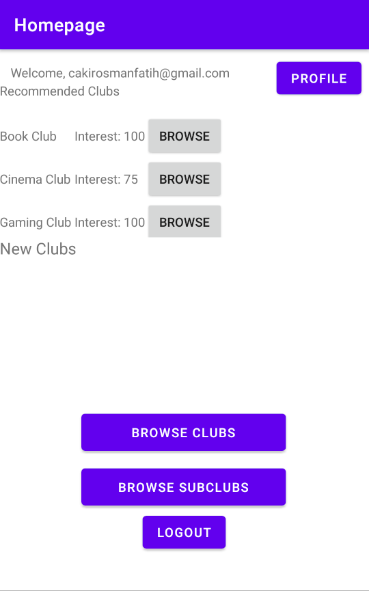 Homepage
Welcome, cakirosmanfatih@gmail.com PROFILE
Recommended Clubs
Book Club Interest: 100 BROWSE
Cinema Club Interest: 75 BROWSE
Gaming Club Interest: 100 BROWSE
New Clubs
BROWSE CLUBS
BROWSE SUBCLUBS
LOGOUT